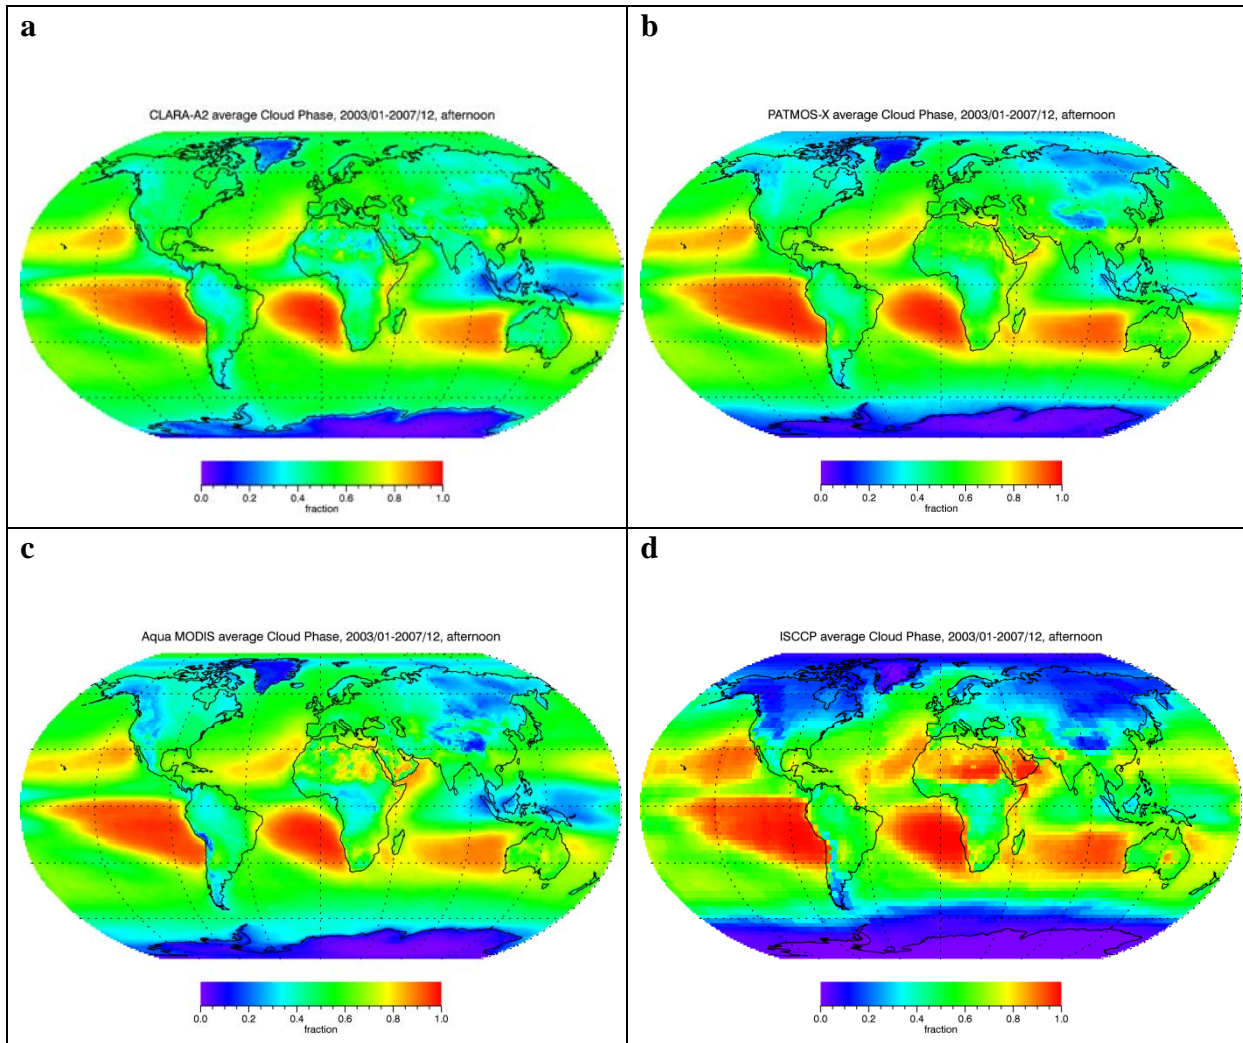 a
CLARA-A2 average Cloud Phase, 2003/01-2007/12, afternoon
0.0 0.2 0.4 0.6 0.8 1.0
fraction
b
PATMOS-X average Cloud Phase, 2003/01-2007/12, afternoon
0.0 0.2 0.4 0.6 0.8 1.0
fraction
c
Aqua MODIS average Cloud Phase, 2003/01-2007/12, afternoon
0.0 0.2 0.4 0.6 0.8 1.0
fraction
d
ISCCP average Cloud Phase, 2003/01-2007/12, afternoon
0.0 0.2 0.4 0.6 0.8 1.0
fraction